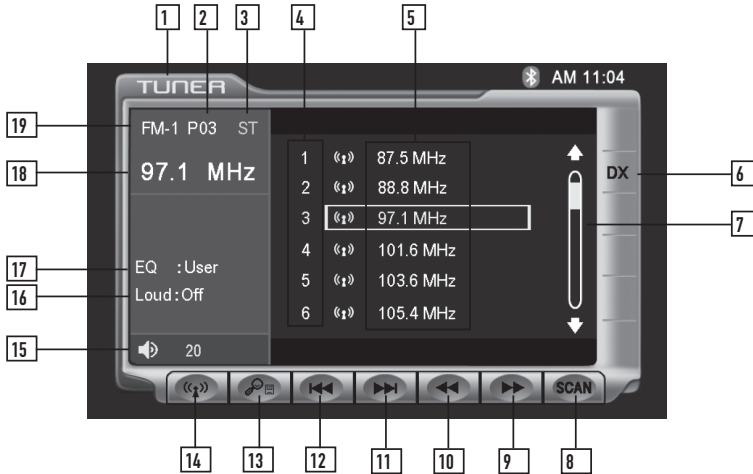 1 2 3 4 5
TUNER AM 11:04
19 FM-1 P03 ST
18 97.1 MHz
1 87.5 MHz
2 88.8 MHz
3 97.1 MHz
4 101.6 MHz
5 103.6 MHz
6 105.4 MHz
DX 6
7
17 EQ :User
16 Loud:Off
15 20
SCAN
14 13 12 11 10 9 8